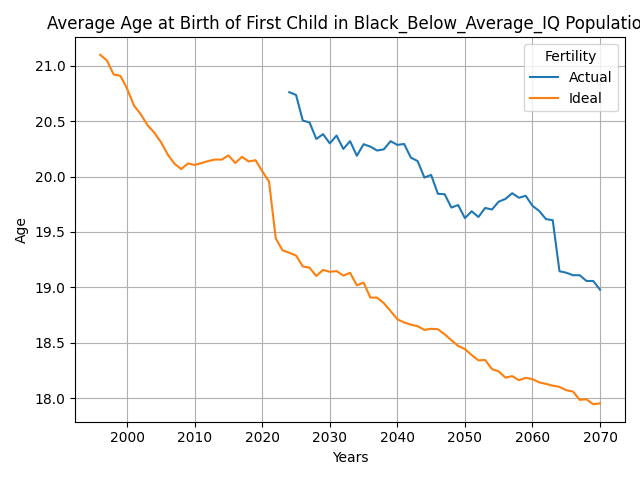 Average Age at Birth of First Child in Black_Below_Average_IQ Populatio
Fertility
Actual
Ideal
21.0
20.5
20.0
19.5
19.0
18.5
18.0
Age
2000 2010 2020 2030 2040 2050 2060 2070
Years